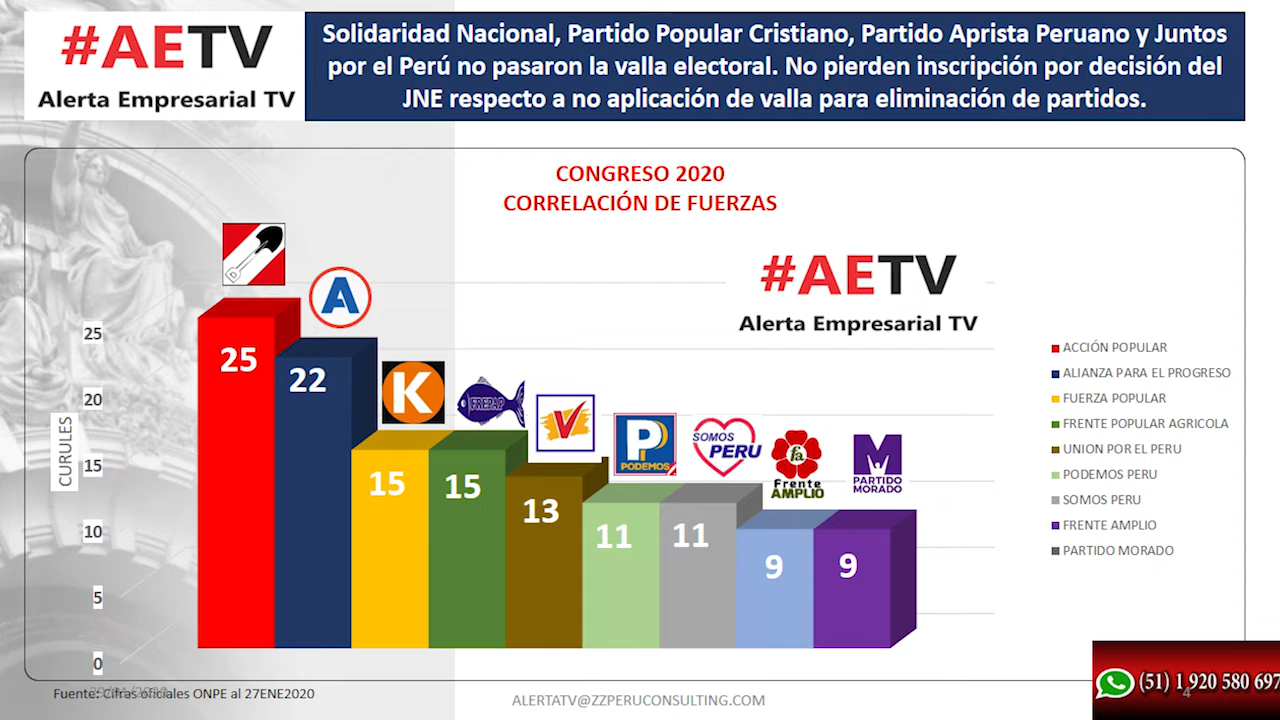 #AETV
Alerta Empresarial TV
Solidaridad Nacional, Partido Popular Cristiano, Partido Aprista Peruano y Juntos
por el Perú no pasaron la valla electoral. No pierden inscripción por decisión del
JNE respecto a no aplicación de valla para eliminación de partidos.
CONGRESO 2020
CORRELACIÓN DE FUERZAS
#AETV
Alerta Empresarial TV
A
K
FREPAP
V
P
PODEMOS
SOMOS
PERU
fa
Frente
AMPLIO
M
PARTIDO
MORADO
25
22
15
15
13
11
11
9
9
CURULES
25
20
15
10
5
0
ACCIÓN POPULAR
ALIANZA PARA EL PROGRESO
FUERZA POPULAR
FRENTE POPULAR AGRICOLA
UNION POR EL PERU
PODEMOS PERU
SOMOS PERU
FRENTE AMPLIO
PARTIDO MORADO
Fuente: Cifras oficiales ONPE al 27ENE2020
ALERTATV@ZZPERUCONSULTING.COM
4
(51) 1 920 580 697